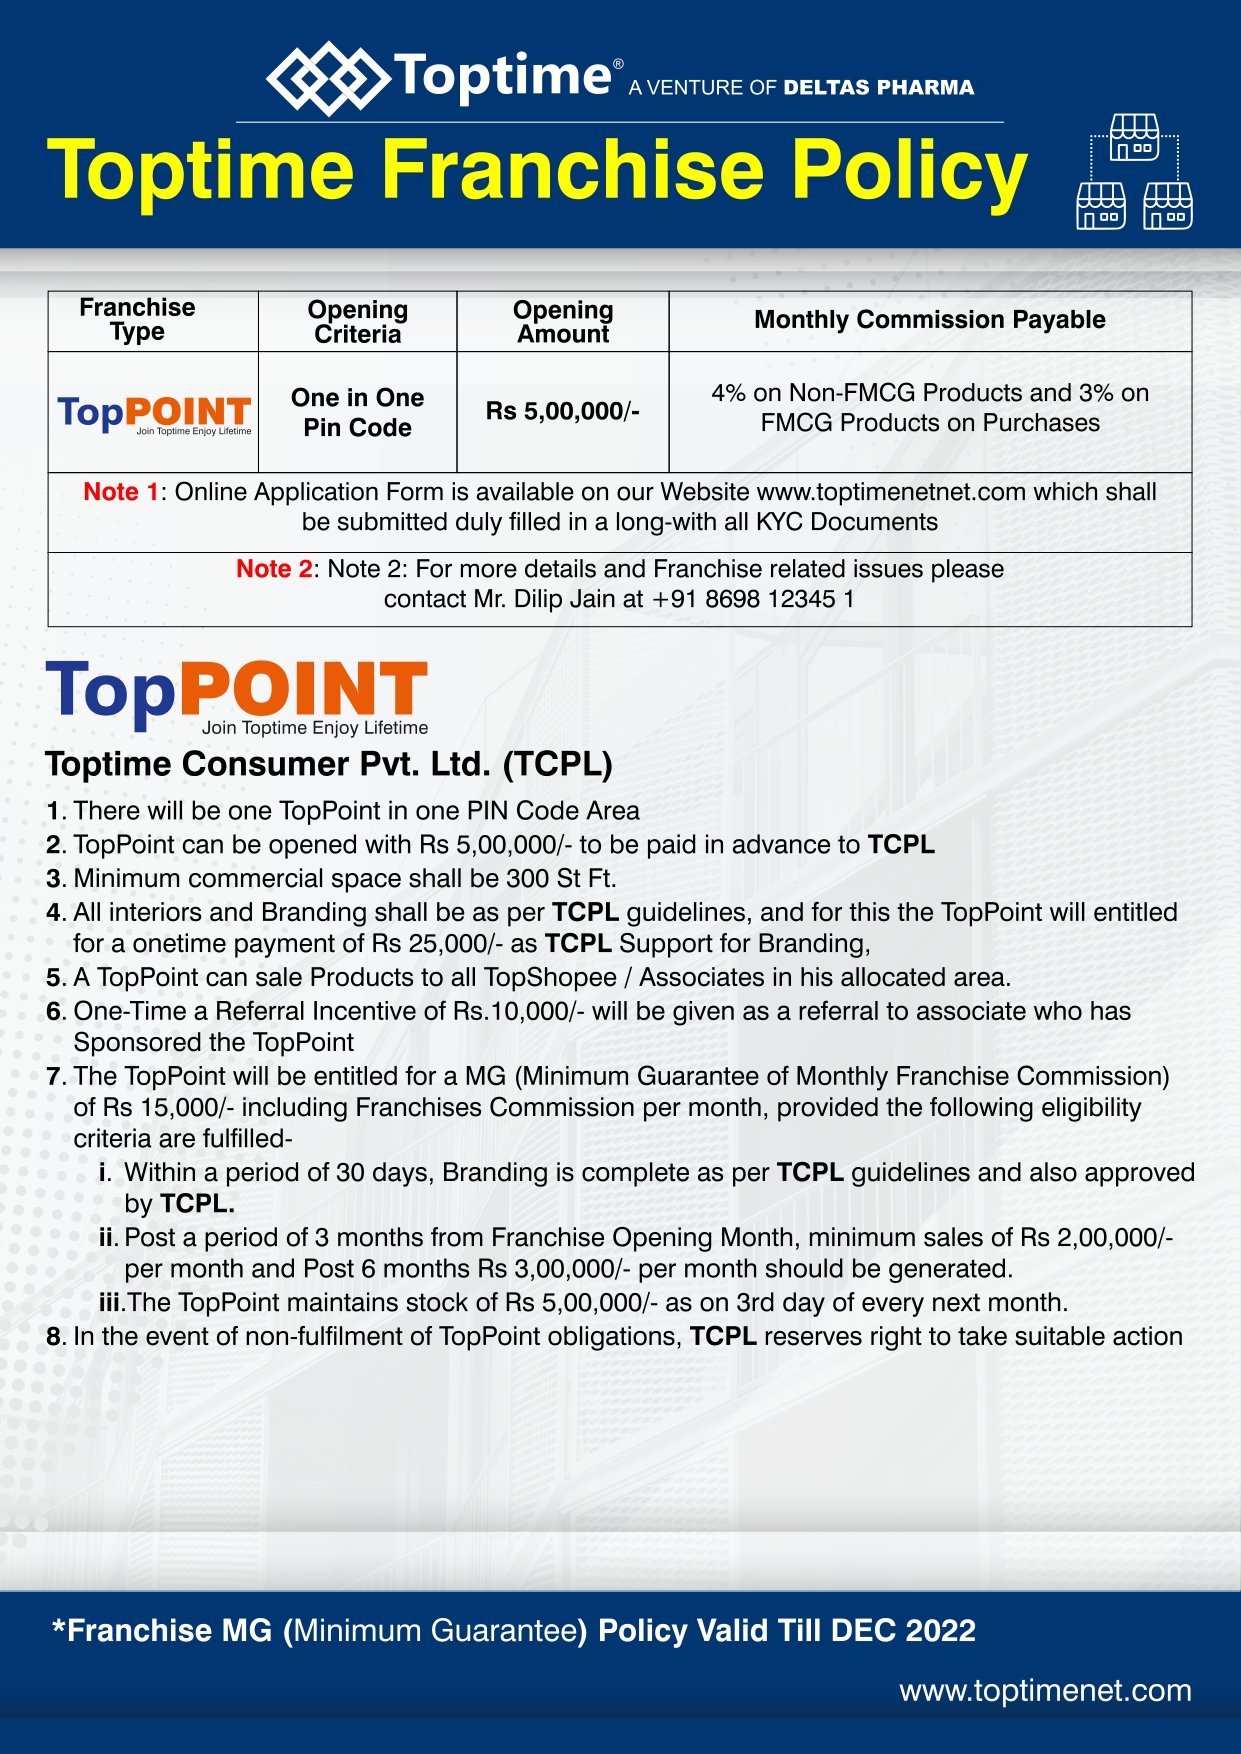 Toptime® A VENTURE OF DELTAS PHARMA
Toptime Franchise Policy
Franchise
Type
Opening
Criteria
Opening
Amount
Monthly Commission Payable
TopPOINT
Join Toptime Enjoy Lifetime
One in One
Pin Code
Rs 5,00,000/-
4% on Non-FMCG Products and 3% on
FMCG Products on Purchases
Note 1: Online Application Form is available on our Website www.toptimenetnet.com which shall
be submitted duly filled in a long-with all KYC Documents
Note 2: Note 2: For more details and Franchise related issues please
contact Mr. Dilip Jain at +91 8698 12345 1
TopPOINT
Join Toptime Enjoy Lifetime
Toptime Consumer Pvt. Ltd. (TCPL)
1. There will be one TopPoint in one PIN Code Area
2. TopPoint can be opened with Rs 5,00,000/- to be paid in advance to TCPL
3. Minimum commercial space shall be 300 St Ft.
4. All interiors and Branding shall be as per TCPL guidelines, and for this the TopPoint will entitled
for a onetime payment of Rs 25,000/- as TCPL Support for Branding,
5. A TopPoint can sale Products to all TopShopee / Associates in his allocated area.
6. One-Time a Referral Incentive of Rs.10,000/- will be given as a referral to associate who has
Sponsored the TopPoint
7. The TopPoint will be entitled for a MG (Minimum Guarantee of Monthly Franchise Commission)
of Rs 15,000/- including Franchises Commission per month, provided the following eligibility
criteria are fulfilled-
i. Within a period of 30 days, Branding is complete as per TCPL guidelines and also approved
by TCPL.
ii. Post a period of 3 months from Franchise Opening Month, minimum sales of Rs 2,00,000/-
per month and Post 6 months Rs 3,00,000/- per month should be generated.
iii.The TopPoint maintains stock of Rs 5,00,000/- as on 3rd day of every next month.
8. In the event of non-fulfilment of TopPoint obligations, TCPL reserves right to take suitable action
*Franchise MG (Minimum Guarantee) Policy Valid Till DEC 2022
www.toptimenet.com